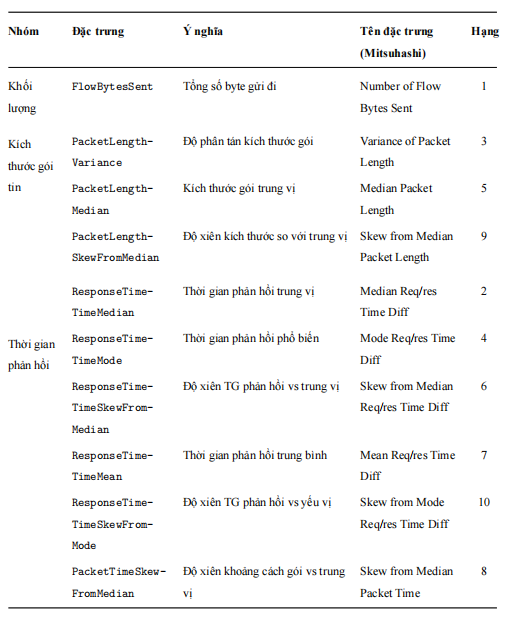 Nhóm Đặc trưng Ý nghĩa Tên đặc trưng Hạng
(Mitsuhashi)
Khối FlowBytesSent Tổng số byte gửi đi Number of Flow 1
lượng Bytes Sent
Kích PacketLength- Độ phân tán kích thước gói Variance of Packet 3
thước gói Variance Length
tin PacketLength- Kích thước gói trung vị Median Packet 5
Median Length
PacketLength- Độ xiên kích thước so với trung vị Skew from Median 9
SkewFromMedian Packet Length
ResponseTime- Thời gian phản hồi trung vị Median Req/res 2
TimeMedian Time Diff
Thời gian ResponseTime- Thời gian phản hồi phổ biến Mode Req/res Time 4
phản hồi TimeMode Diff
ResponseTime- Độ xiên TG phản hồi vs trung vị Skew from Median 6
TimeSkewFrom- Req/res Time Diff
Median
ResponseTime- Thời gian phản hồi trung bình Mean Req/res Time 7
TimeMean Diff
ResponseTime- Độ xiên TG phản hồi vs yếu vị Skew from Mode 10
TimeSkewFrom- Req/res Time Diff
Mode
PacketTimeSkew- Độ xiên khoảng cách gói vs trung Skew from Median 8
FromMedian vị Packet Time